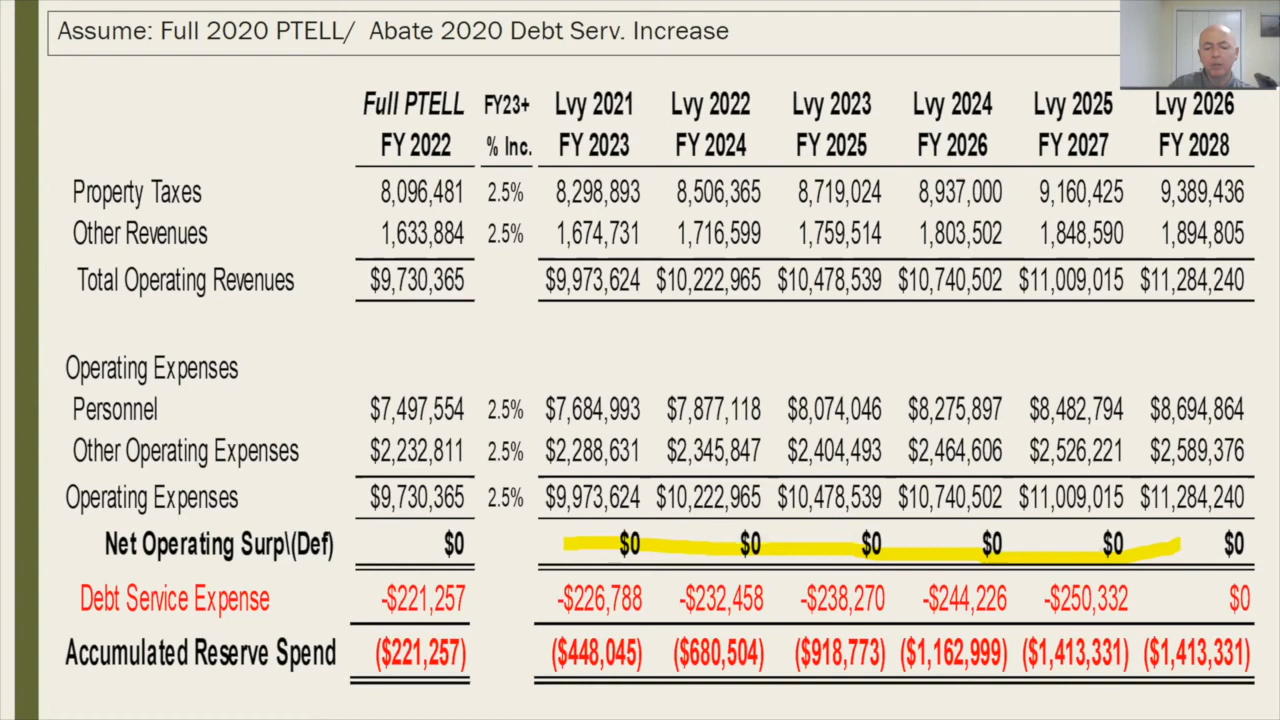 Assume: Full 2020 PTELL/ Abate 2020 Debt Serv. Increase
Full PTELL FY23+ Lvy 2021 Lvy 2022 Lvy 2023 Lvy 2024 Lvy 2025 Lvy 2026
FY 2022 % Inc. FY 2023 FY 2024 FY 2025 FY 2026 FY 2027 FY 2028
Property Taxes 8,096,481 2.5% 8,298,893 8,506,365 8,719,024 8,937,000 9,160,425 9,389,436
Other Revenues 1,633,884 2.5% 1,674,731 1,716,599 1,759,514 1,803,502 1,848,590 1,894,805
Total Operating Revenues $9,730,365 $9,973,624 $10,222,965 $10,478,539 $10,740,502 $11,009,015 $11,284,240
Operating Expenses
Personnel $7,497,554 2.5% $7,684,993 $7,877,118 $8,074,046 $8,275,897 $8,482,794 $8,694,864
Other Operating Expenses $2,232,811 2.5% $2,288,631 $2,345,847 $2,404,493 $2,464,606 $2,526,221 $2,589,376
Operating Expenses $9,730,365 2.5% $9,973,624 $10,222,965 $10,478,539 $10,740,502 $11,009,015 $11,284,240
Net Operating Surp\(Def) $0 $0 $0 $0 $0 $0 $0
Debt Service Expense -$221,257 -$226,788 -$232,458 -$238,270 -$244,226 -$250,332 $0
Accumulated Reserve Spend ($221,257) ($448,045) ($680,504) ($918,773) ($1,162,999) ($1,413,331) ($1,413,331)